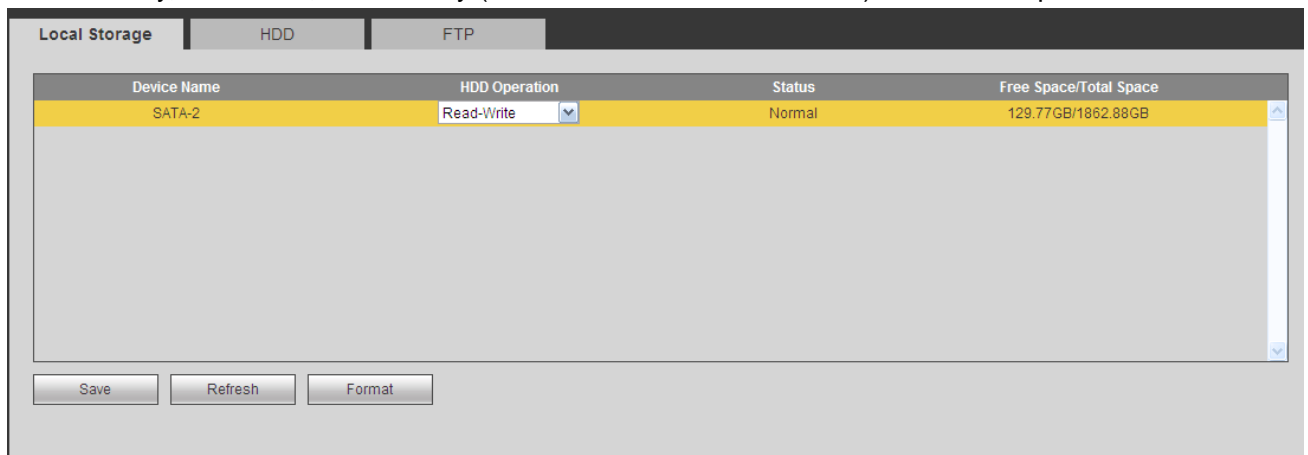 Local Storage HDD FTP
Device Name HDD Operation Status Free Space/Total Space
SATA-2 Read-Write Normal 129.77GB/1862.88GB
Save Refresh Format